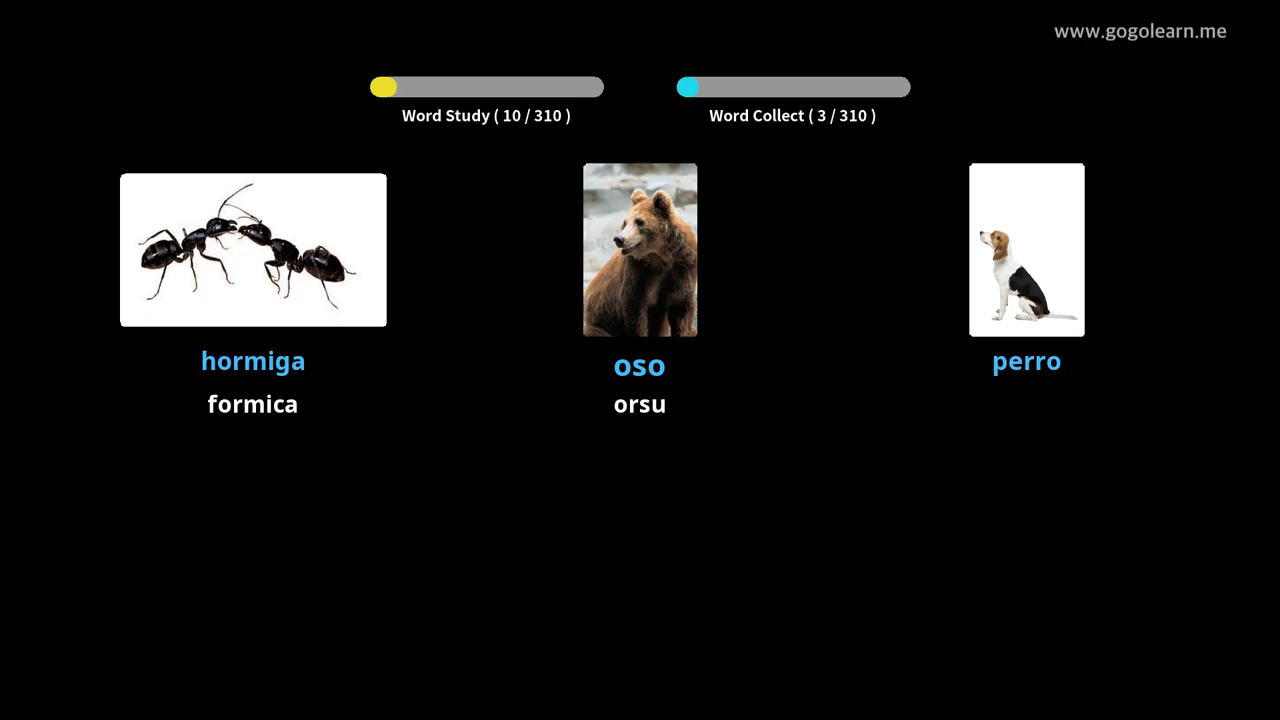 www.gogolearn.me
Word Study ( 10 / 310 )
Word Collect ( 3 / 310 )
hormiga
formica
oso
orsu
perro